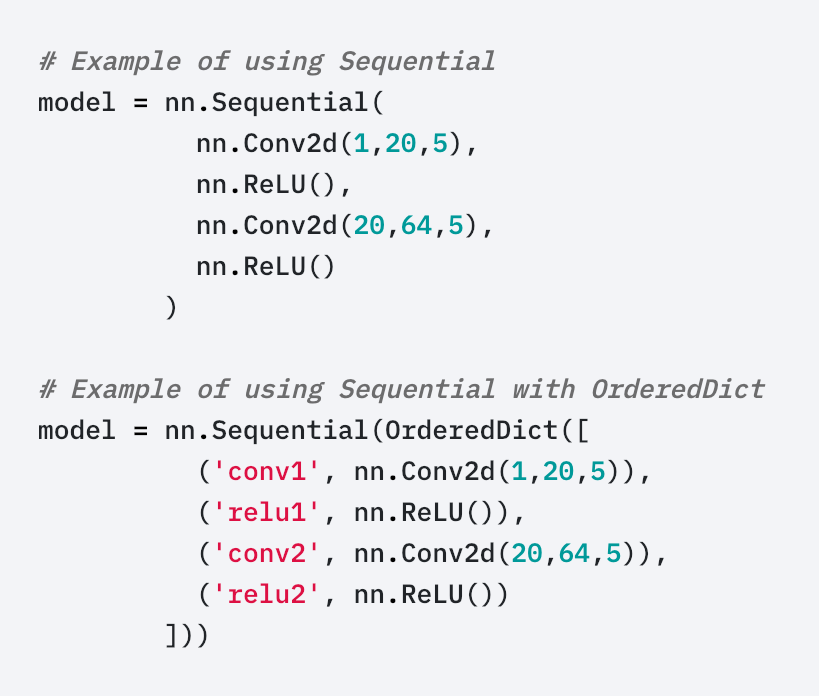 # Example of using Sequential
model = nn.Sequential(
          nn.Conv2d(1,20,5),
          nn.ReLU(),
          nn.Conv2d(20,64,5),
          nn.ReLU()
        )

# Example of using Sequential with OrderedDict
model = nn.Sequential(OrderedDict([
          ('conv1', nn.Conv2d(1,20,5)),
          ('relu1', nn.ReLU()),
          ('conv2', nn.Conv2d(20,64,5)),
          ('relu2', nn.ReLU())
        ]))